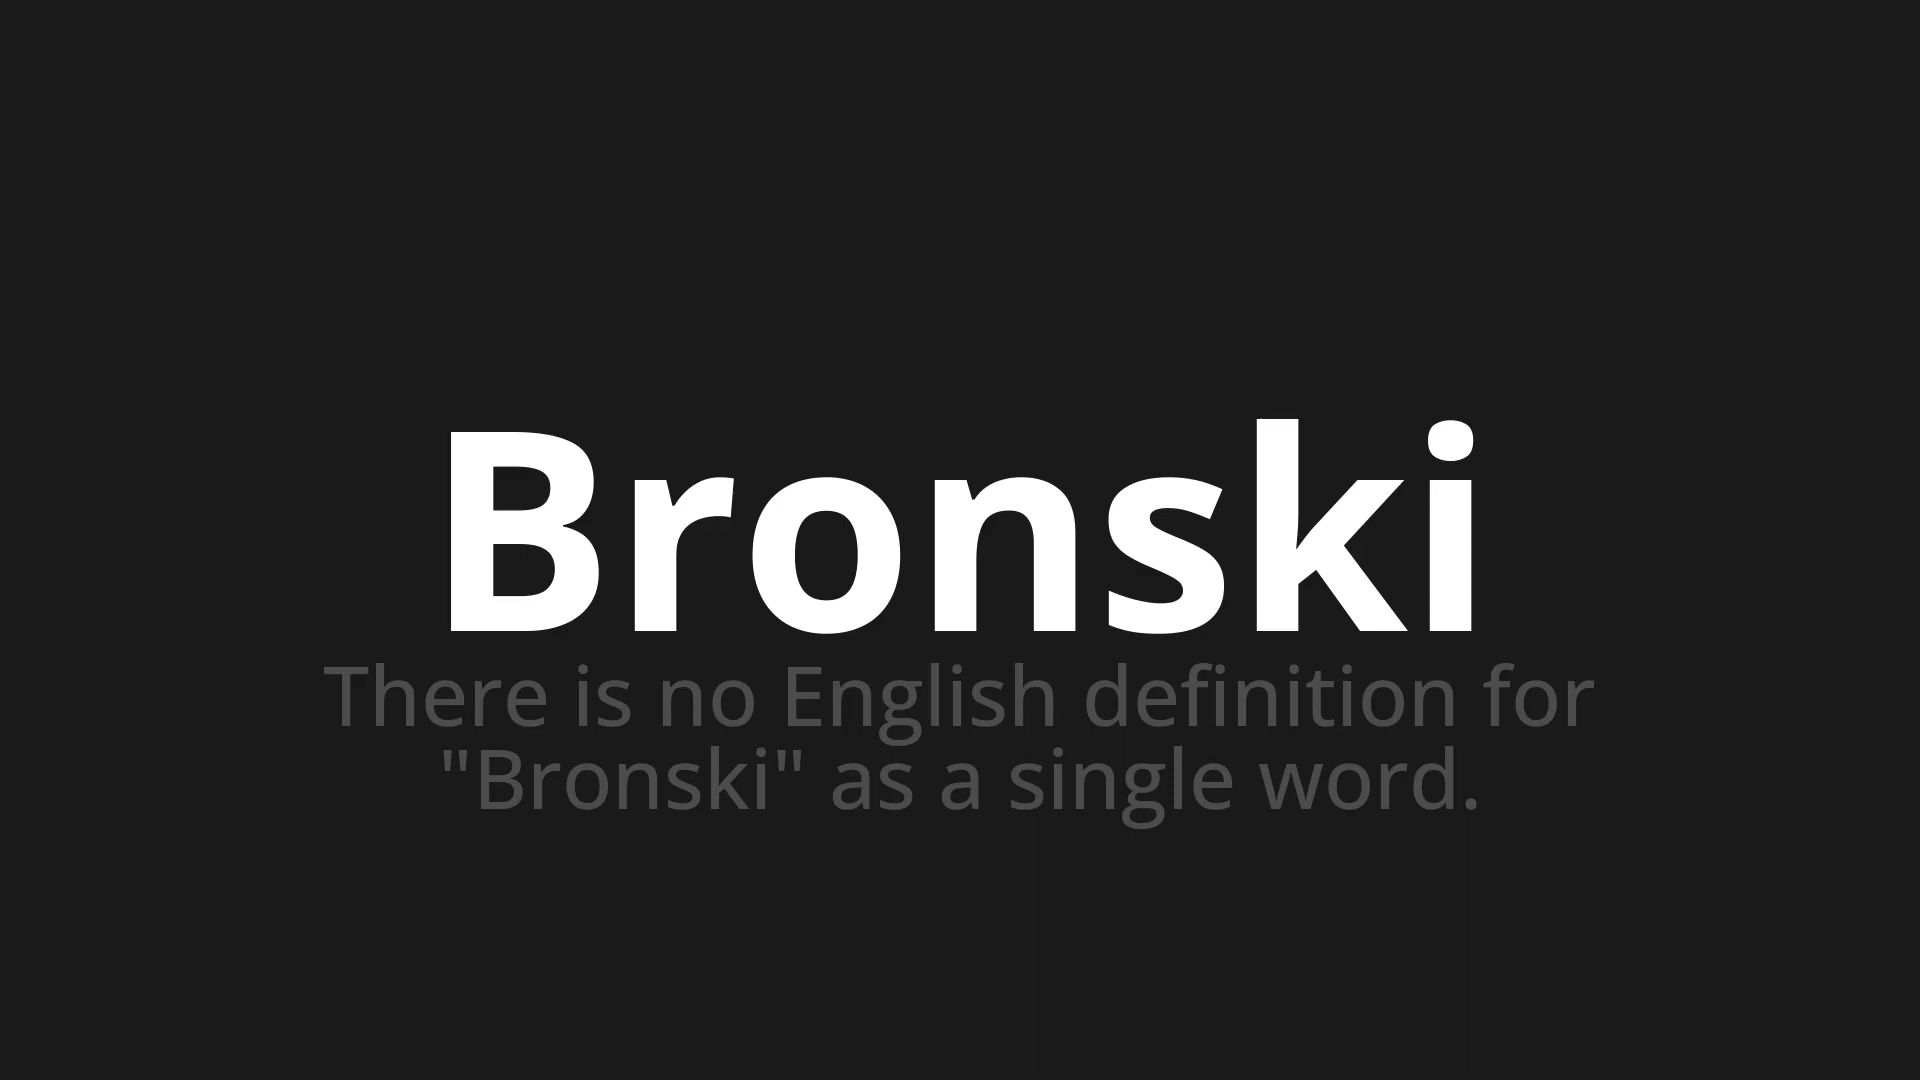 Bronski
There is no English definition for
"Bronski" as a single word.